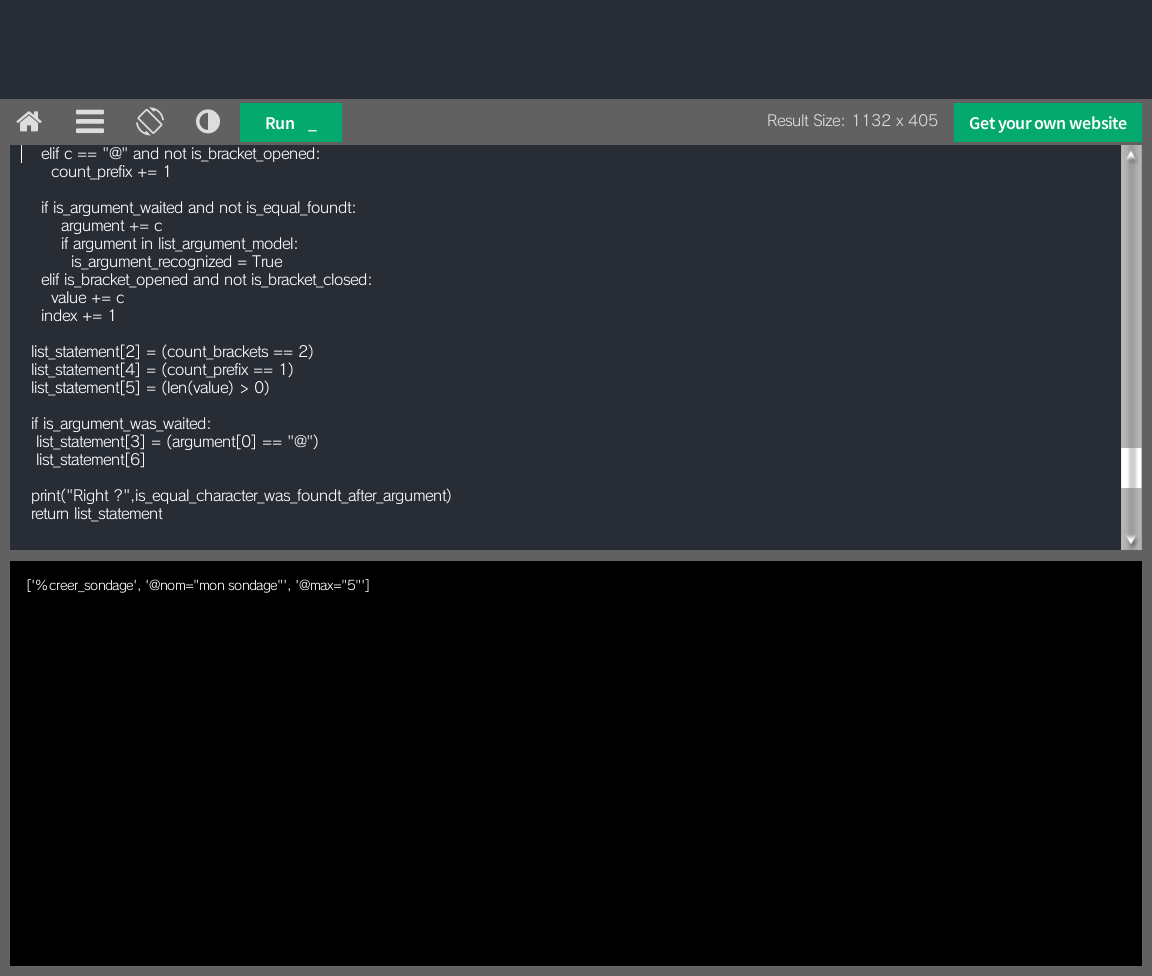 Run _
Result Size: 1132 x 405
Get your own website
elif c == "@" and not is_bracket_opened:
count_prefix += 1
if is_argument_waited and not is_equal_foundt:
argument += c
if argument in list_argument_model:
is_argument_recognized = True
elif is_bracket_opened and not is_bracket_closed:
value += c
index += 1
list_statement[2] = (count_brackets == 2)
list_statement[4] = (count_prefix == 1)
list_statement[5] = (len(value) > 0)
if is_argument_was_waited:
list_statement[3] = (argument[0] == "@")
list_statement[6]
print("Right ?",is_equal_character_was_foundt_after_argument)
return list_statement
['%creer_sondage', '@nom="mon sondage"', '@max="5"']